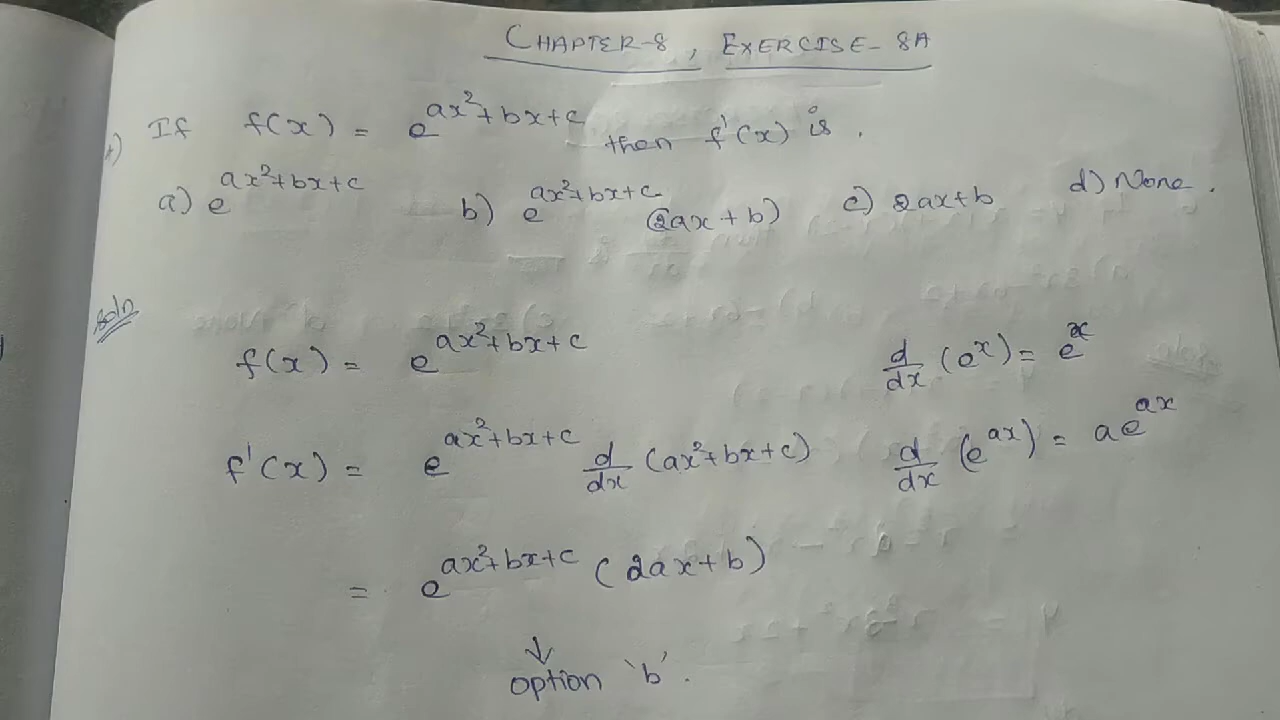 CHAPTER-8, EXERCISE-8A
If f(x) = e^{ax²+bx+c} then f'(x) is.
a) e^{ax²+bx+c} b) e^{ax²+bx+c} (2ax+b) c) 2ax+b d) None.
soln
f(x) = e^{ax²+bx+c} d/dx (e^x) = e^x
f'(x) = e^{ax²+bx+c} d/dx (ax²+bx+c) d/dx (e^{ax}) = ae^{ax}
= e^{ax²+bx+c} (2ax+b)
↓
option 'b'.